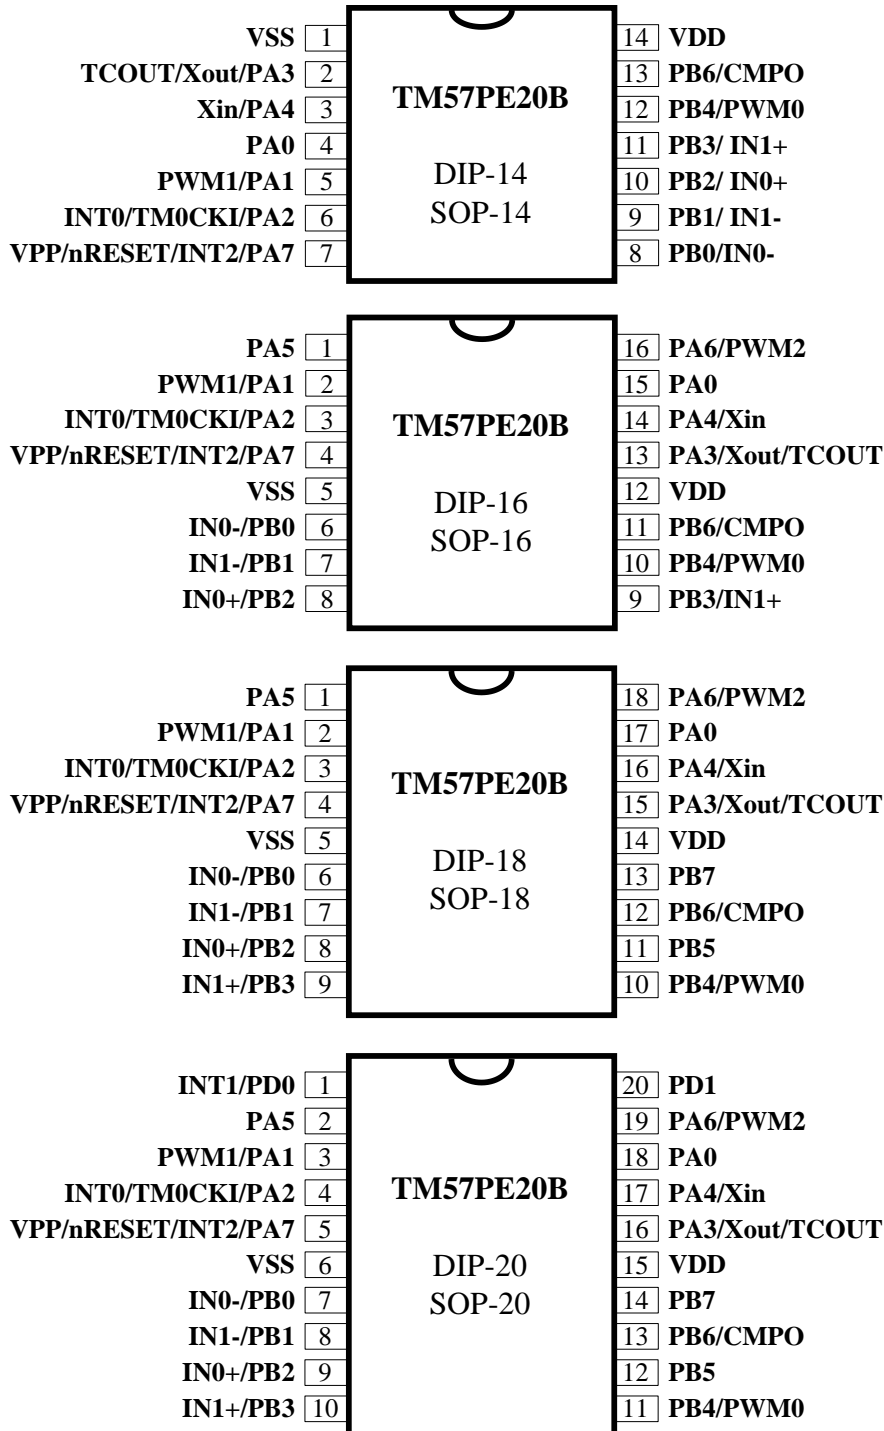 VSS 1 14 VDD
TCOUT/Xout/PA3 2 13 PB6/CMPO
TM57PE20B
Xin/PA4 3 12 PB4/PWM0
PA0 4 11 PB3/ IN1+
PWM1/PA1 5 DIP-14 10 PB2/ IN0+
INT0/TM0CKI/PA2 6 SOP-14 9 PB1/ IN1-
VPP/nRESET/INT2/PA7 7 8 PB0/IN0-
PA5 1 16 PA6/PWM2
PWM1/PA1 2 15 PA0
INT0/TM0CKI/PA2 3 TM57PE20B 14 PA4/Xin
VPP/nRESET/INT2/PA7 4 13 PA3/Xout/TCOUT
VSS 5 DIP-16 12 VDD
IN0-/PB0 6 SOP-16 11 PB6/CMPO
IN1-/PB1 7 10 PB4/PWM0
IN0+/PB2 8 9 PB3/IN1+
PA5 1 18 PA6/PWM2
PWM1/PA1 2 17 PA0
INT0/TM0CKI/PA2 3 16 PA4/Xin
TM57PE20B
VPP/nRESET/INT2/PA7 4 15 PA3/Xout/TCOUT
VSS 5 14 VDD
IN0-/PB0 6 DIP-18 13 PB7
IN1-/PB1 7 SOP-18 12 PB6/CMPO
IN0+/PB2 8 11 PB5
IN1+/PB3 9 10 PB4/PWM0
INT1/PD0 1 20 PD1
PA5 2 19 PA6/PWM2
PWM1/PA1 3 18 PA0
INT0/TM0CKI/PA2 4 TM57PE20B 17 PA4/Xin
VPP/nRESET/INT2/PA7 5 16 PA3/Xout/TCOUT
VSS 6 DIP-20 15 VDD
IN0-/PB0 7 SOP-20 14 PB7
IN1-/PB1 8 13 PB6/CMPO
IN0+/PB2 9 12 PB5
IN1+/PB3 10 11 PB4/PWM0